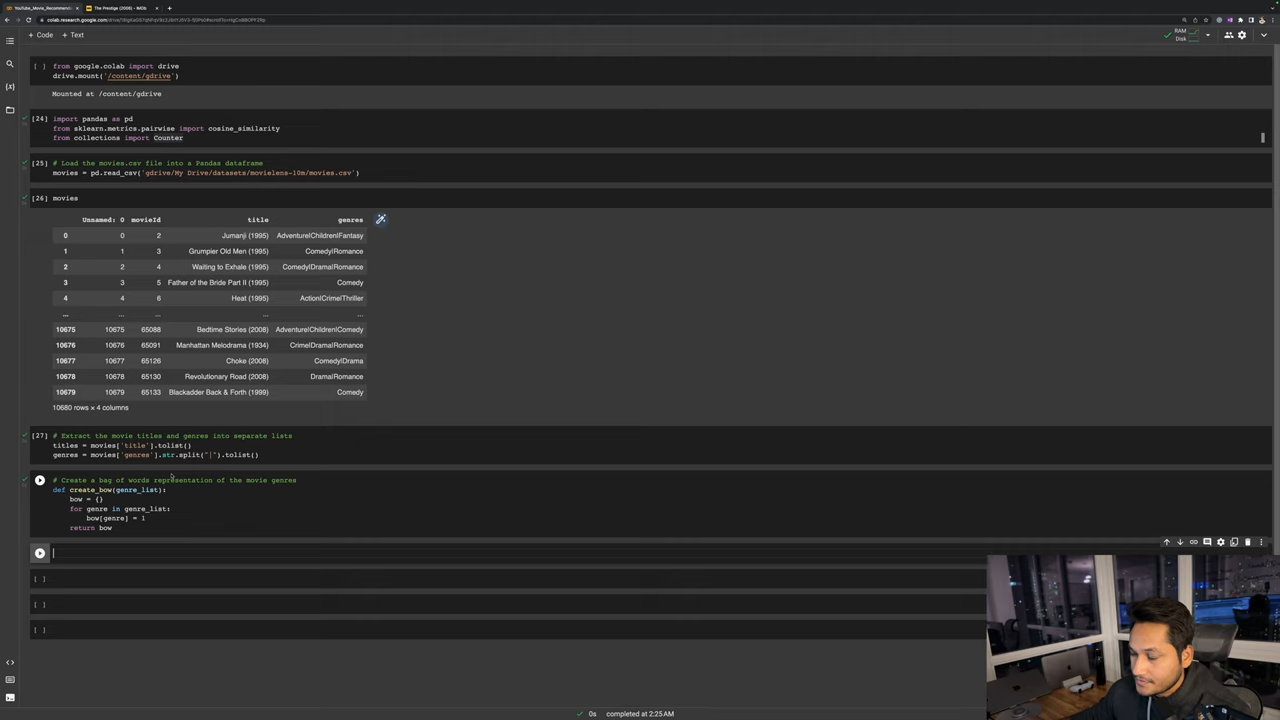 YouTube_Movie_Recommend
The Prestige (2006) - IMDb
+ Code + Text
RAM
Disk
[ ] from google.colab import drive
drive.mount('/content/gdrive')
Mounted at /content/gdrive
[24] import pandas as pd
from sklearn.metrics.pairwise import cosine_similarity
from collections import Counter
[25] # Load the movies.csv file into a Pandas dataframe
movies = pd.read_csv('gdrive/My Drive/datasets/movielens-10m/movies.csv')
[26] movies
Unnamed: 0 movieId title genres
0 0 2 Jumanji (1995) Adventure|Children|Fantasy
1 1 3 Grumpier Old Men (1995) Comedy|Romance
2 2 4 Waiting to Exhale (1995) Comedy|Drama|Romance
3 3 5 Father of the Bride Part II (1995) Comedy
4 4 6 Heat (1995) Action|Crime|Thriller
... ... ... ... ...
10675 10675 65088 Bedtime Stories (2008) Adventure|Children|Comedy
10676 10676 65091 Manhattan Melodrama (1934) Crime|Drama|Romance
10677 10677 65126 Choke (2008) Comedy|Drama
10678 10678 65130 Revolutionary Road (2008) Drama|Romance
10679 10679 65133 Blackadder Back & Forth (1999) Comedy
10680 rows × 4 columns
[27] # Extract the movie titles and genres into separate lists
titles = movies['title'].tolist()
genres = movies['genres'].str.split("|").tolist()
# Create a bag of words representation of the movie genres
def create_bow(genre_list):
bow = {}
for genre in genre_list:
bow[genre] = 1
return bow
[ ]
[ ]
[ ]
0s completed at 2:25 AM